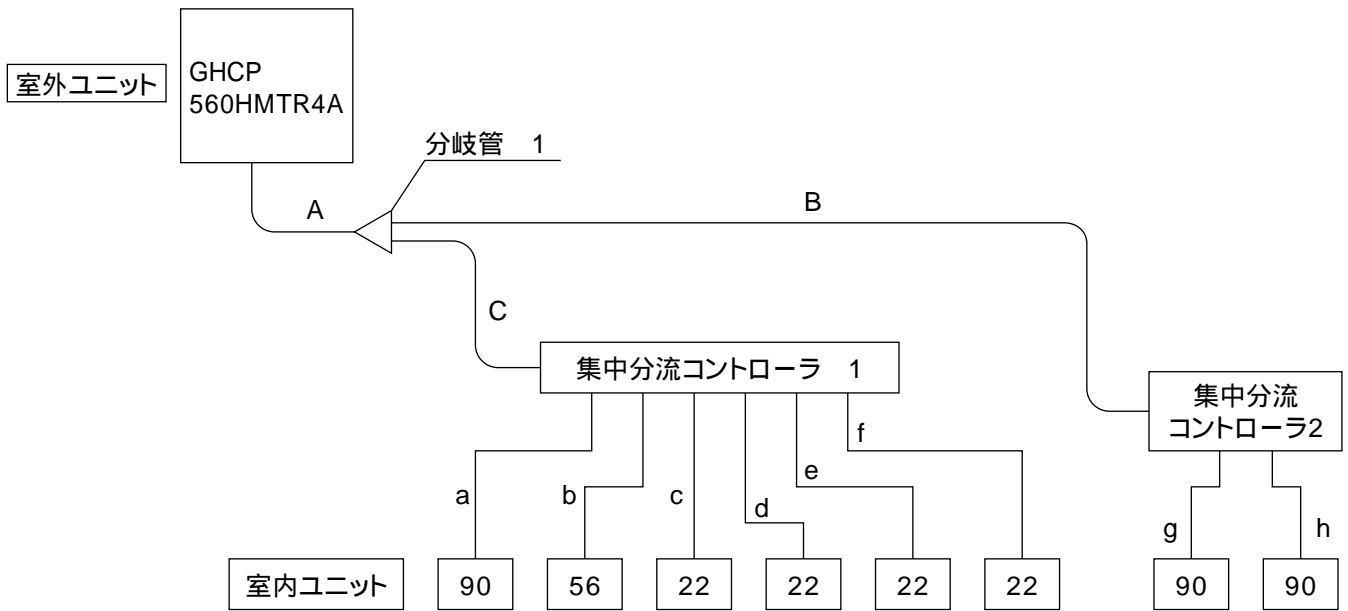 室外ユニット
GHCP
560HMTR4A
分岐管　1
A
B
C
集中分流コントローラ　1
集中分流
コントローラ2
a
b
c
d
e
f
g
h
室内ユニット
90
56
22
22
22
22
90
90